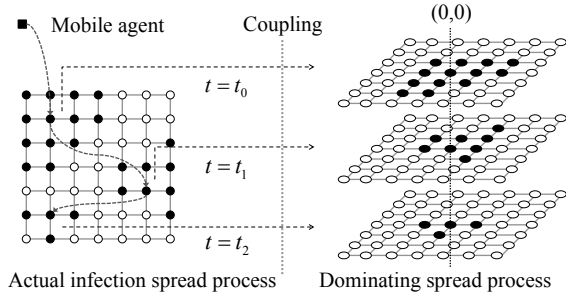 (0,0)
Mobile agent
Coupling
t = t0
t = t1
t = t2
Actual infection spread process
Dominating spread process